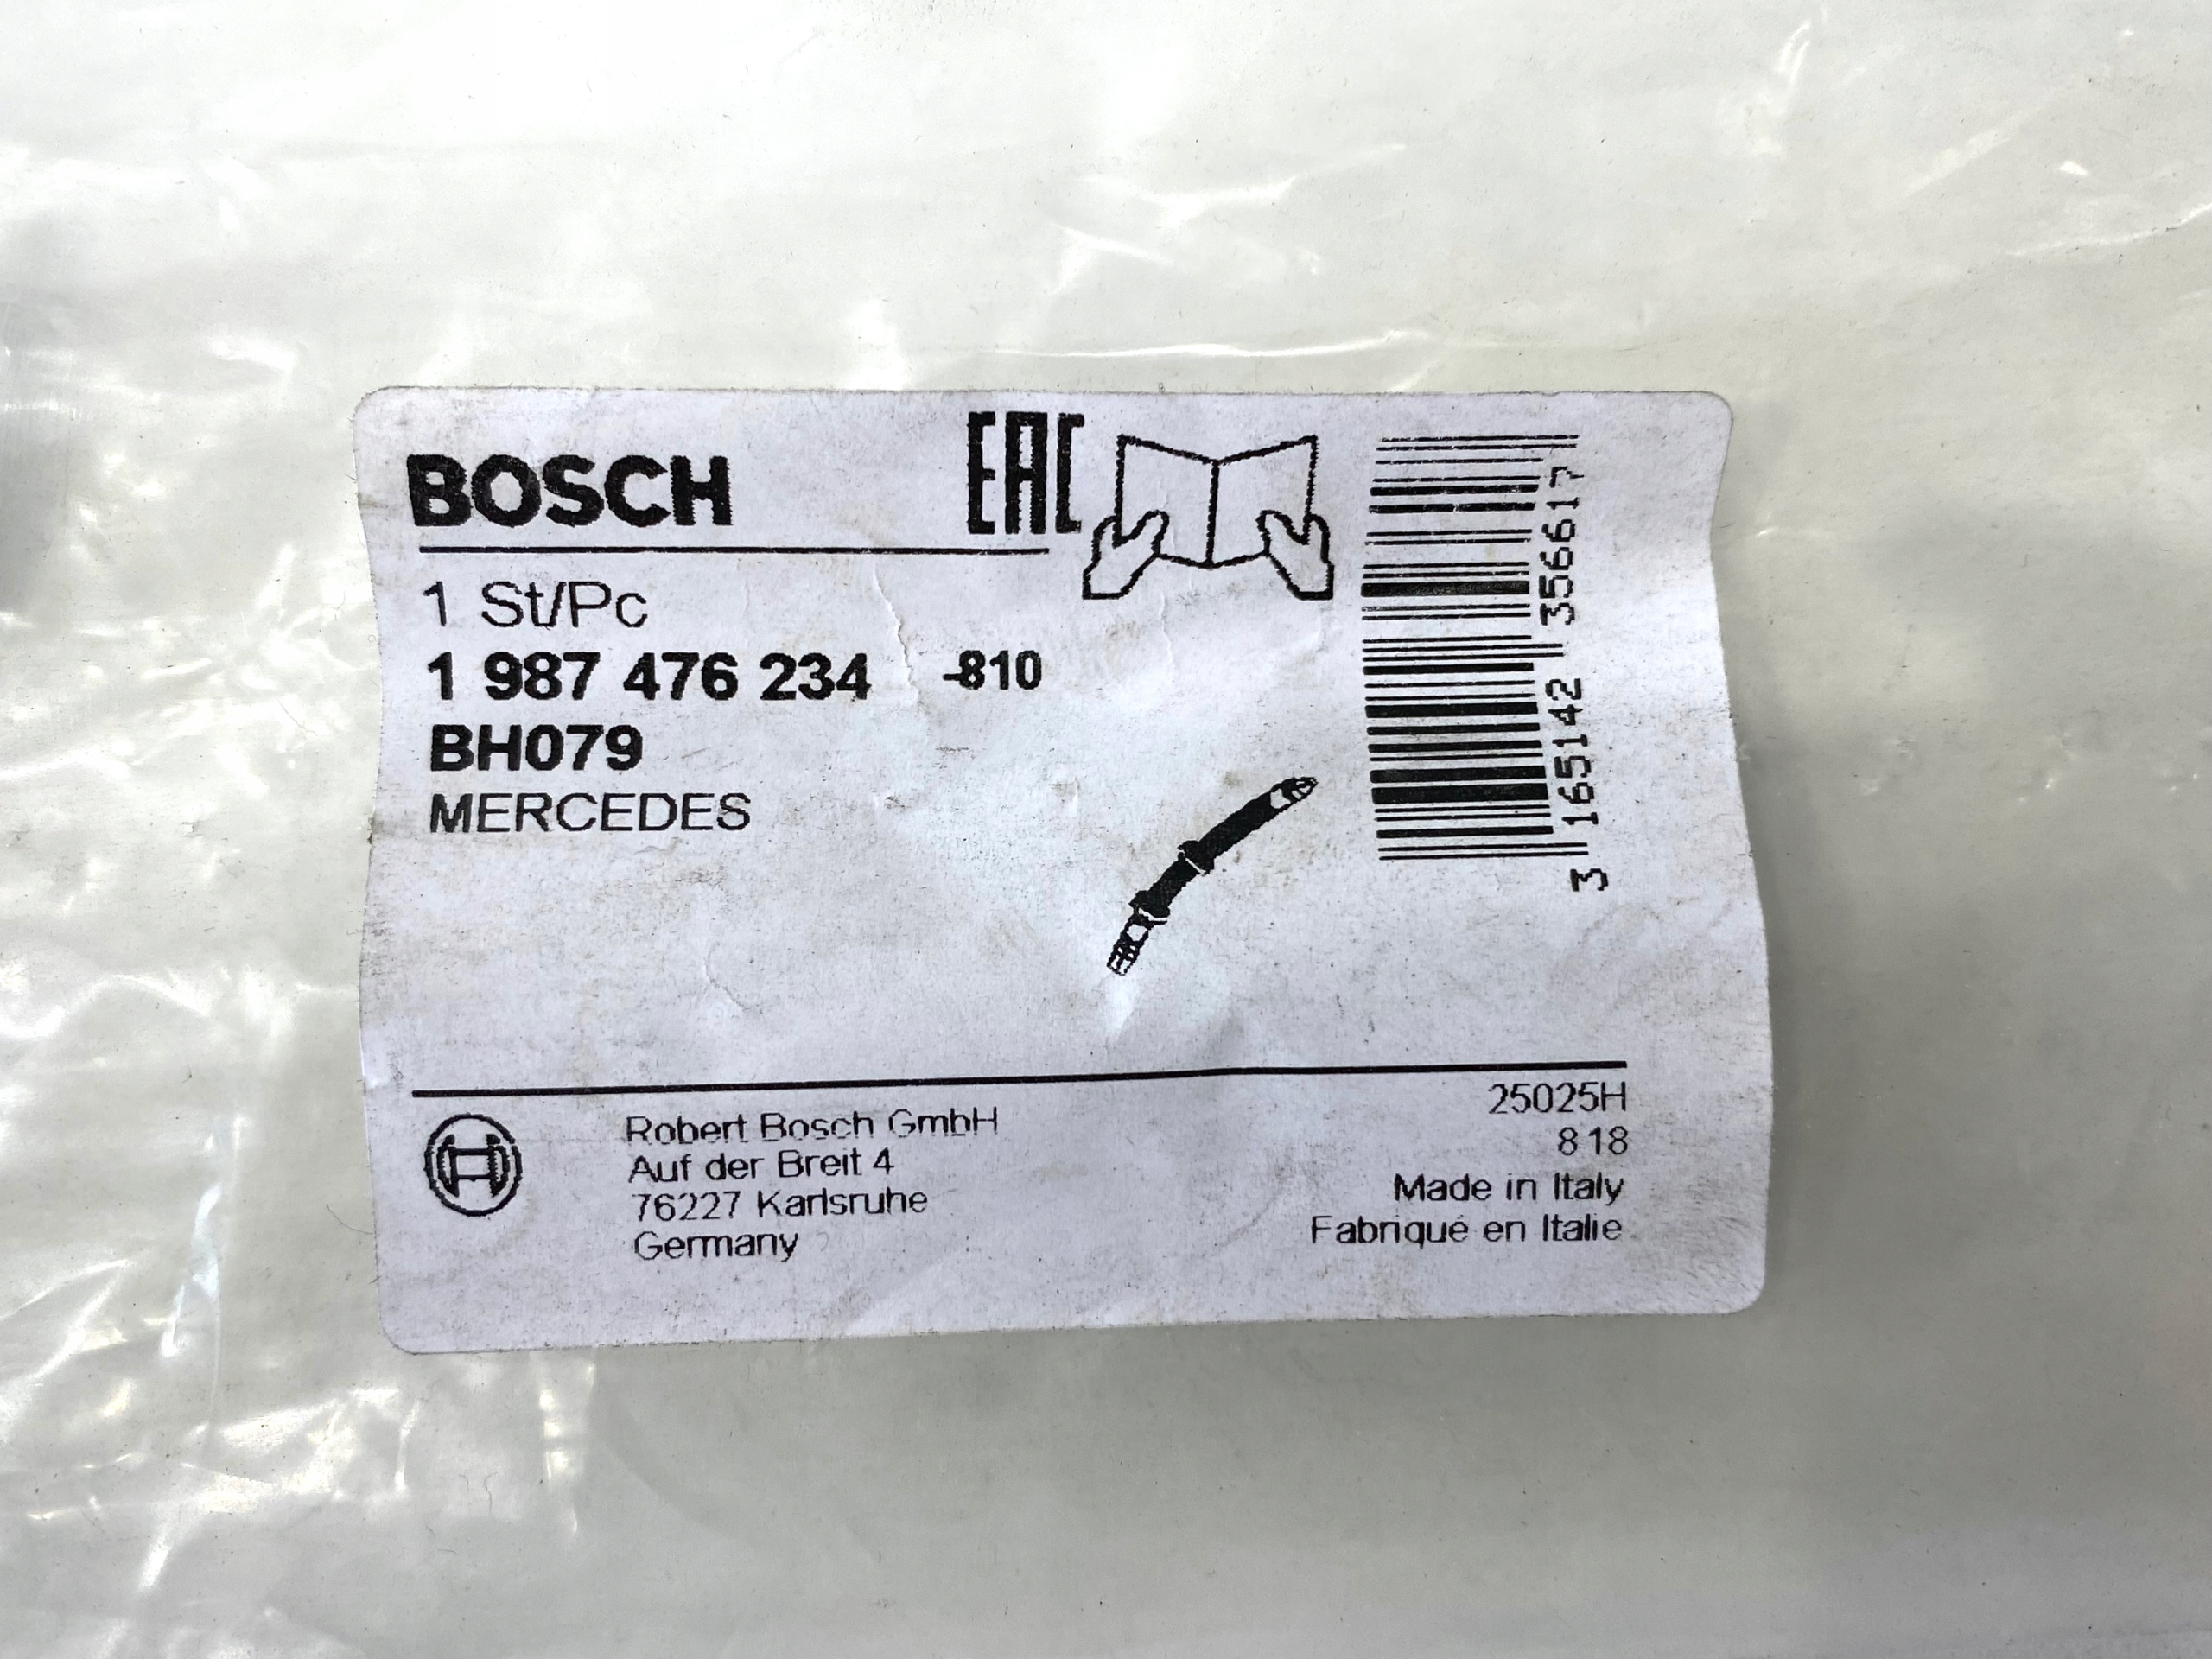 BOSCH
EAC
1 St/Pc
1 987 476 234 -810
BH079
MERCEDES
3 165142 356617
Robert Bosch GmbH
Auf der Breit 4
76227 Karlsruhe
Germany
25025H
8 18
Made in Italy
Fabriqué en Italie